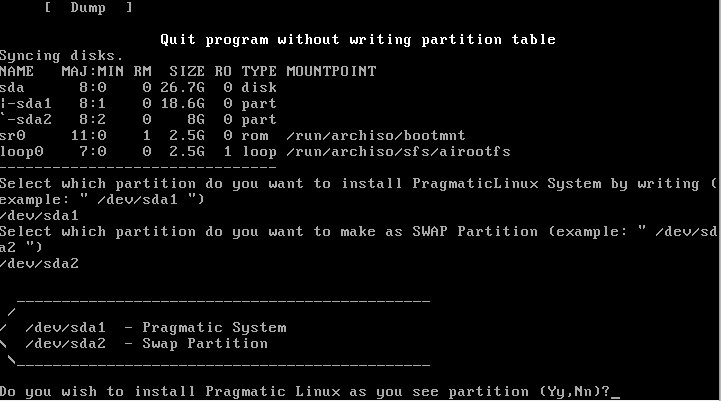 [ Dump ]
Quit program without writing partition table
Syncing disks.
NAME   MAJ:MIN RM  SIZE RO TYPE MOUNTPOINT
sda      8:0    0 26.7G  0 disk
¦-sda1   8:1    0 18.6G  0 part
`-sda2   8:2    0    8G  0 part
sr0     11:0    1  2.5G  0 rom  /run/archiso/bootmnt
loop0    7:0    0  2.5G  1 loop /run/archiso/sfs/airootfs
-------------------------------
Select which partition do you want to install PragmaticLinux System by writing (
example: " /dev/sda1 ")
/dev/sda1
Select which partition do you want to make as SWAP Partition (example: " /dev/sd
a2 ")
/dev/sda2
______________________________________________
/
/  /dev/sda1  - Pragmatic System
\  /dev/sda2  - Swap Partition
\______________________________________________
Do you wish to install Pragmatic Linux as you see partition (Yy,Nn)?_